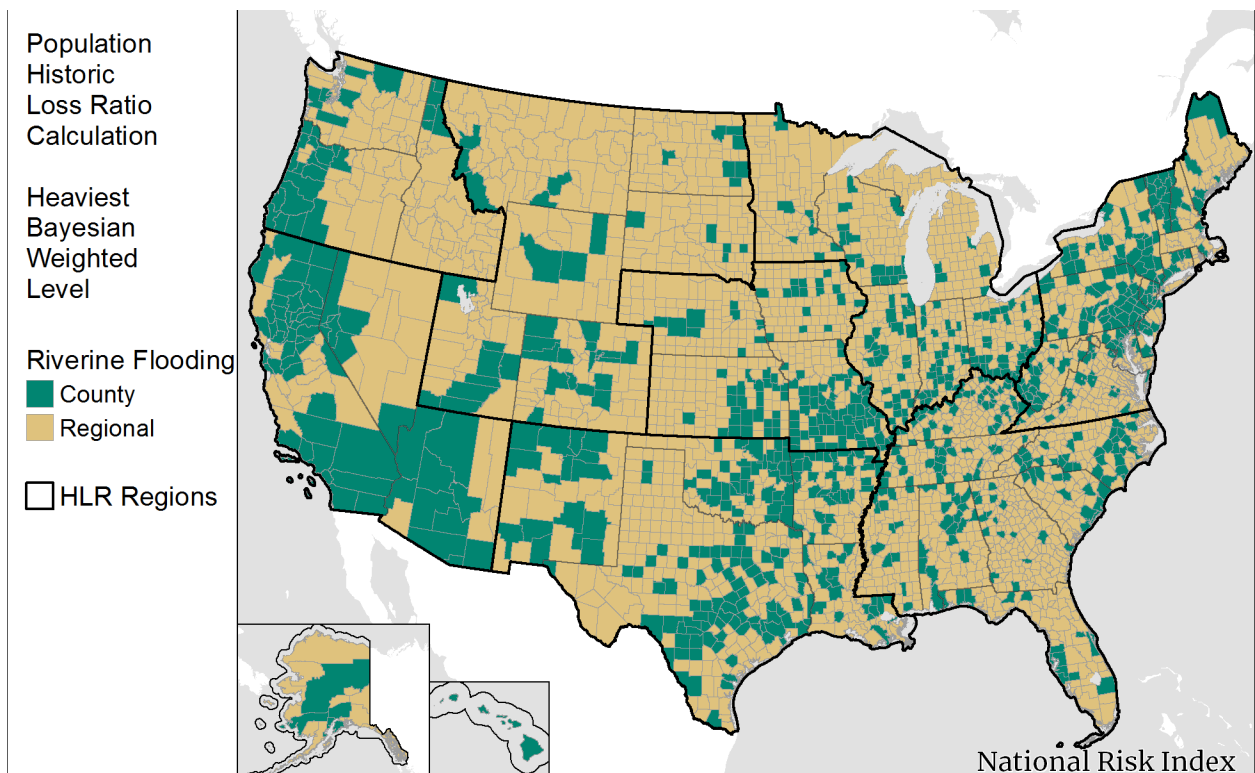 Population
Historic
Loss Ratio
Calculation
Heaviest
Bayesian
Weighted
Level
Riverine Flooding
County
Regional
HLR Regions
National Risk Index